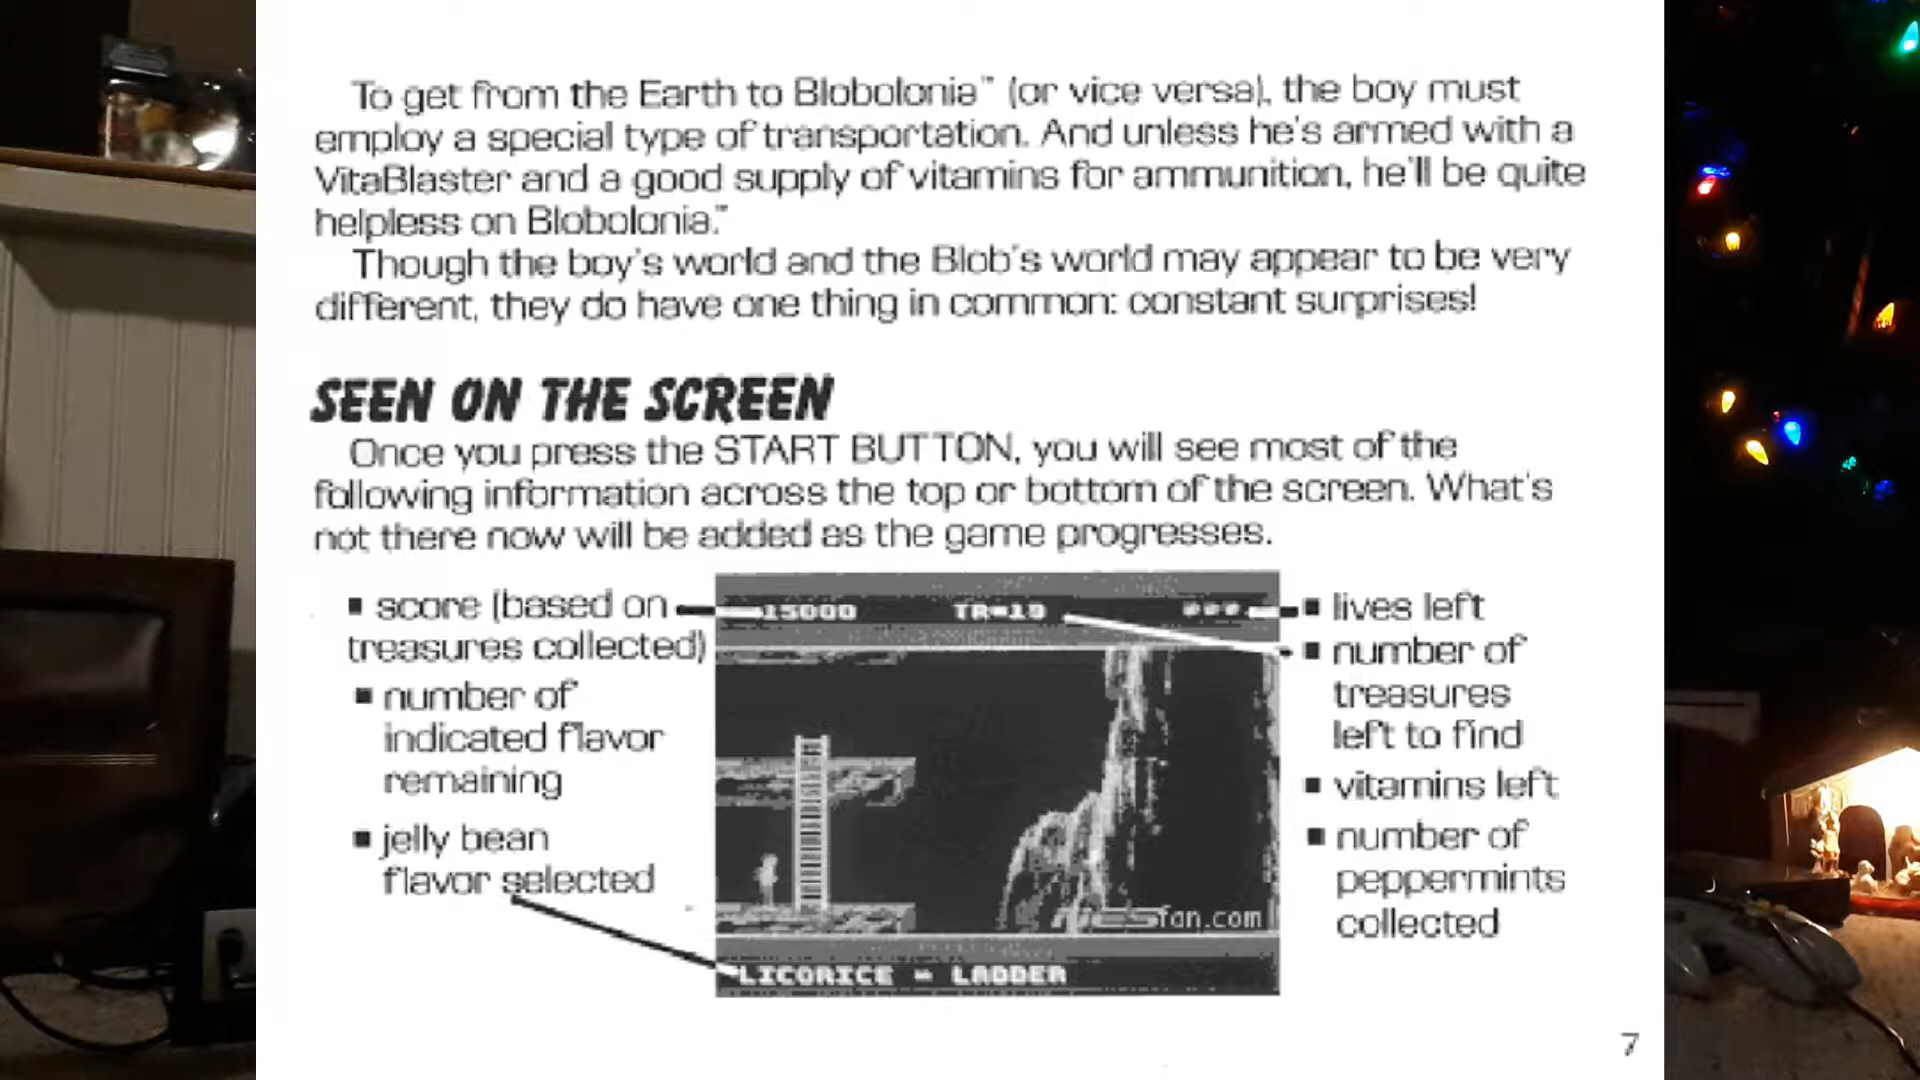 To get from the Earth to Blobolonia™ (or vice versa), the boy must
employ a special type of transportation. And unless he's armed with a
VitaBlaster and a good supply of vitamins for ammunition, he'll be quite
helpless on Blobolonia.™
Though the boy's world and the Blob's world may appear to be very
different, they do have one thing in common: constant surprises!
SEEN ON THE SCREEN
Once you press the START BUTTON, you will see most of the
following information across the top or bottom of the screen. What's
not there now will be added as the game progresses.
▪ score (based on
treasures collected)
▪ number of
indicated flavor
remaining
▪ jelly bean
flavor selected
15000 TR=19
NESfan.com
LICORICE - LADDER
▪ lives left
▪ number of
treasures
left to find
▪ vitamins left
▪ number of
peppermints
collected
7